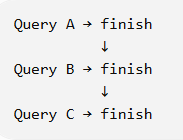 Query A → finish
↓
Query B → finish
↓
Query C → finish